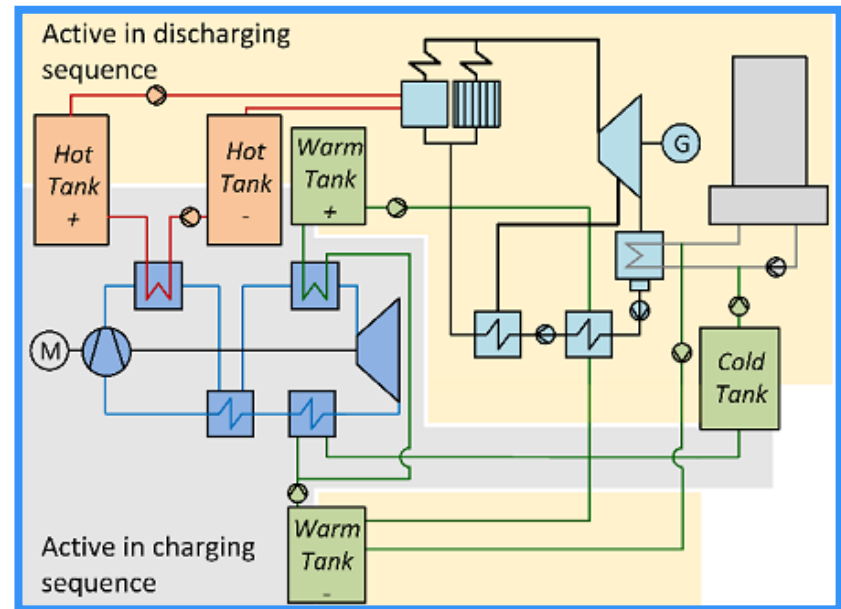 Active in discharging
sequence
Hot
Tank
+
Hot
Tank
-
Warm
Tank
+
G
M
Cold
Tank
Warm
Tank
-
Active in charging
sequence